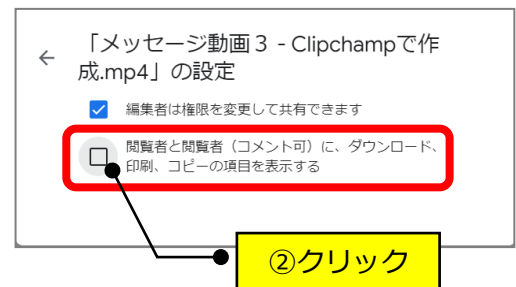 「メッセージ動画３ - Clipchampで作
成.mp4」の設定
編集者は権限を変更して共有できます
閲覧者と閲覧者（コメント可）に、ダウンロード、
印刷、コピーの項目を表示する
②クリック